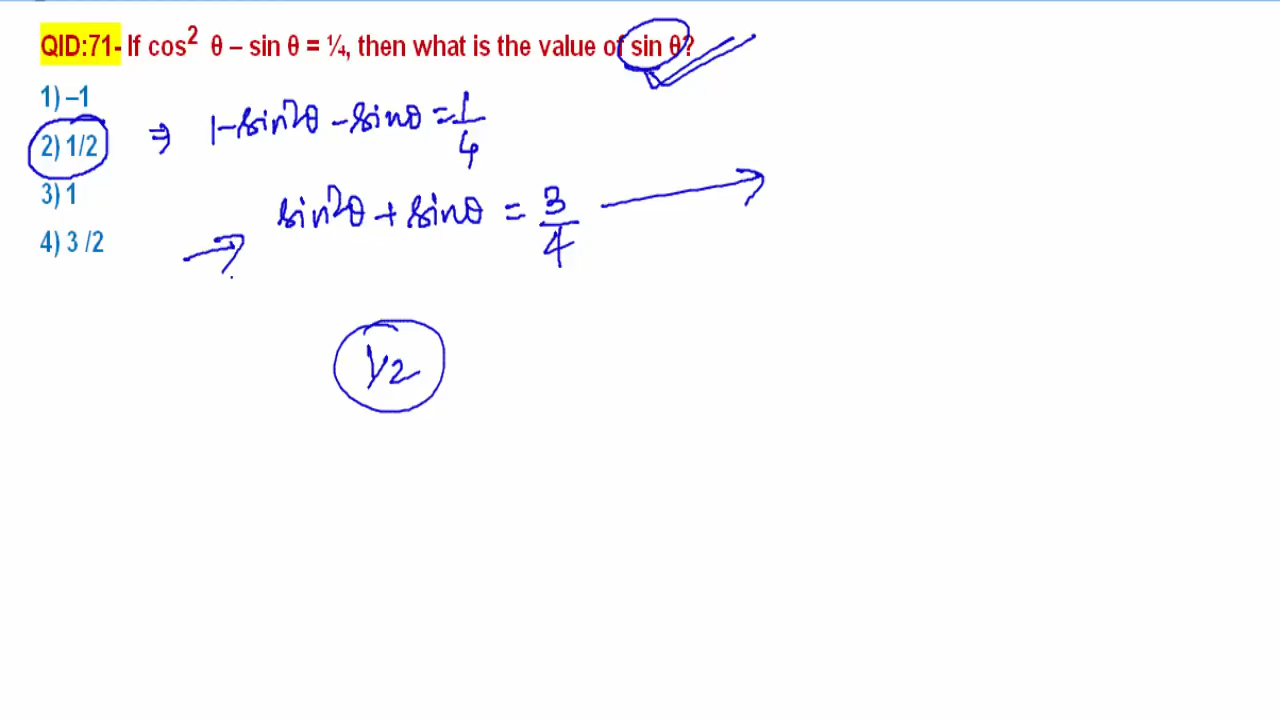 QID:71- If cos² θ – sin θ = ¼, then what is the value of sin θ?
1) –1
2) 1/2
3) 1
4) 3 /2
⇒ 1 - sin²θ - sinθ = 1/4
sin²θ + sinθ = 3/4
1/2